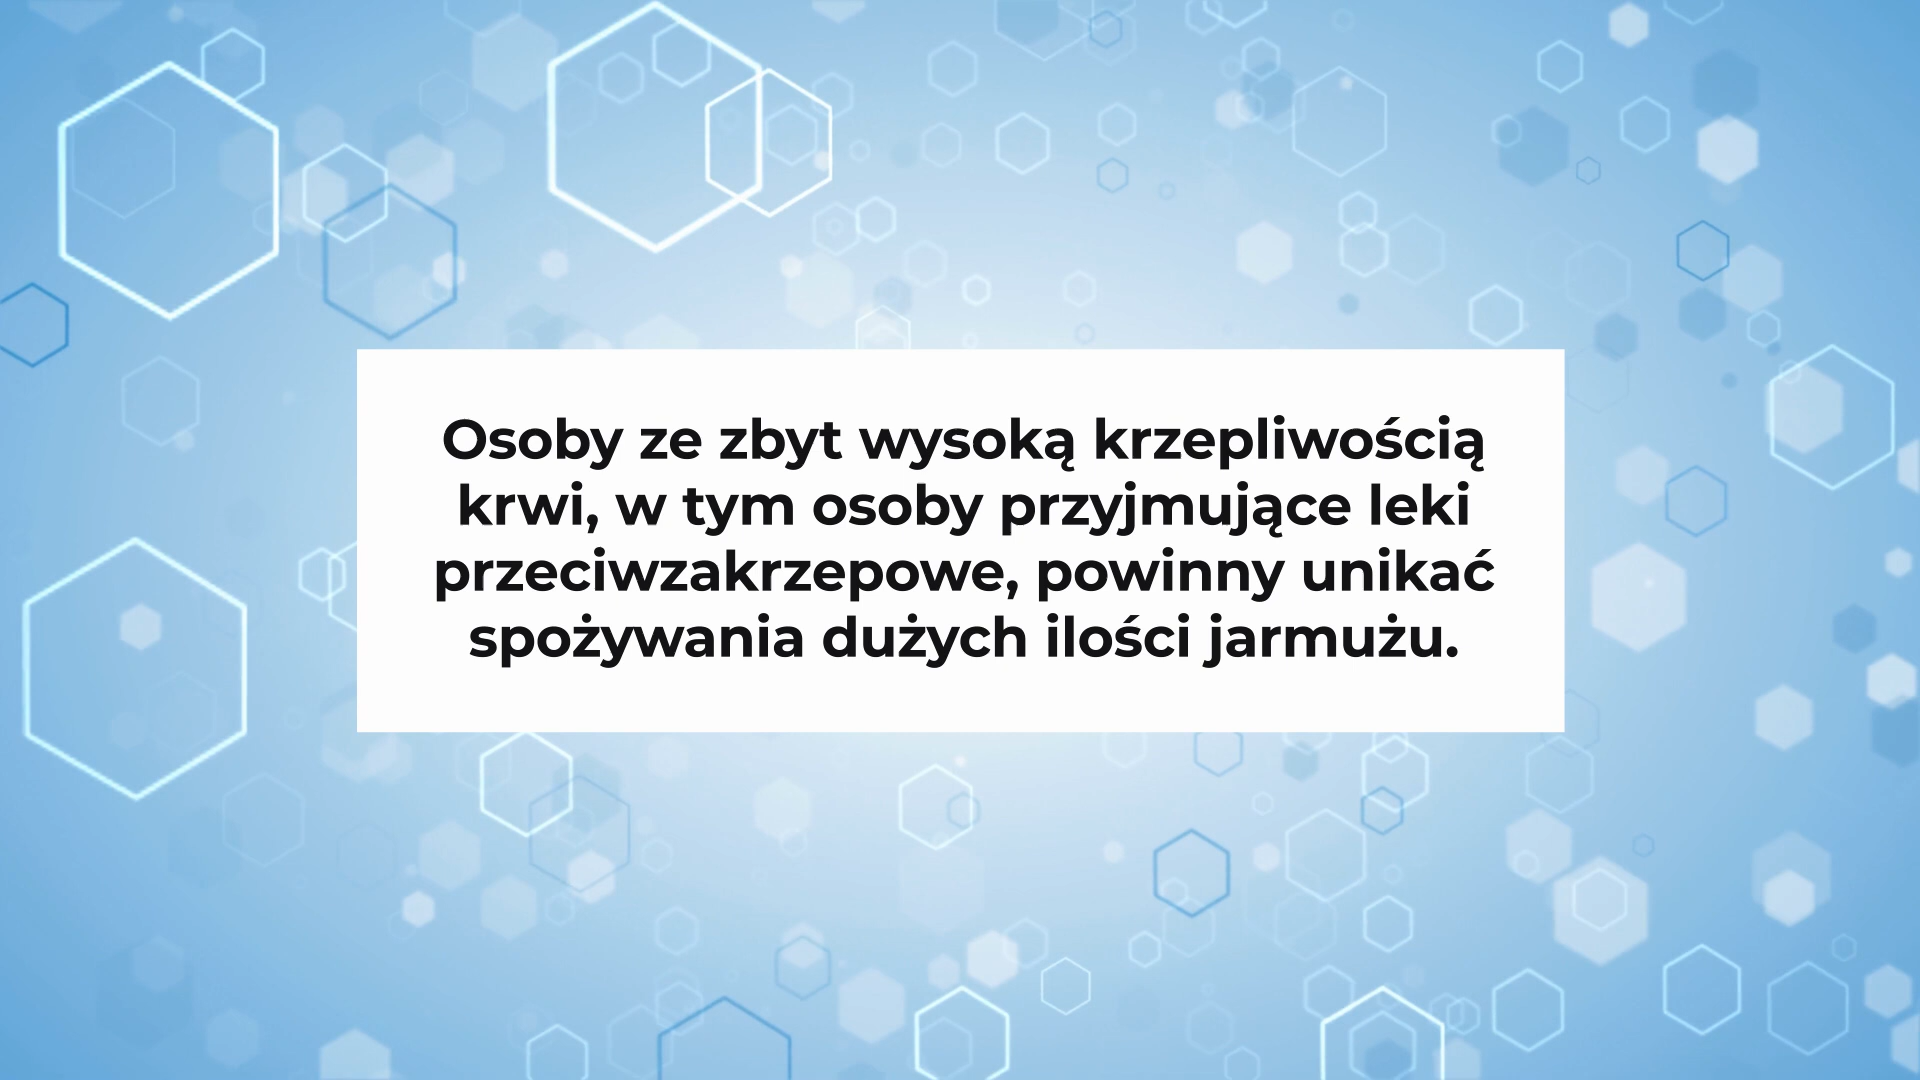 Osoby ze zbyt wysoką krzepliwością
krwi, w tym osoby przyjmujące leki
przeciwzakrzepowe, powinny unikać
spożywania dużych ilości jarmużu.